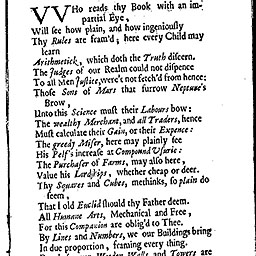 VVHo reads thy Book with an im-
partial Eye,
Will see how plain, and how ingeniously
Thy Rules are fram'd; here every Child may
learn
Arithmetick, which doth the Truth discern.
The Judges of our Realm could not dispence
To all Men Justice, were't not fetch'd from hence:
Those Sons of Mars that furrow Neptune's
Brow,
Unto this Science must their Labours bow:
The wealthy Merchant, and all Traders, hence
Must calculate their Gain, or their Expence:
The greedy Miser, here may plainly see
His Pelf's increase at Compound Usurie:
The Purchaser of Farms, may also here,
Value his Lordships, whether cheap or deer.
Thy Squares and Cubes, methinks, so plain do
seem,
That I old Euclid should thy Father deem.
All Humane Arts, Mechanical and Free,
For this Companion are oblig'd to Thee.
By Lines and Numbers, we our Buildings bring
In due proportion, framing every thing.
Walls and Towers are